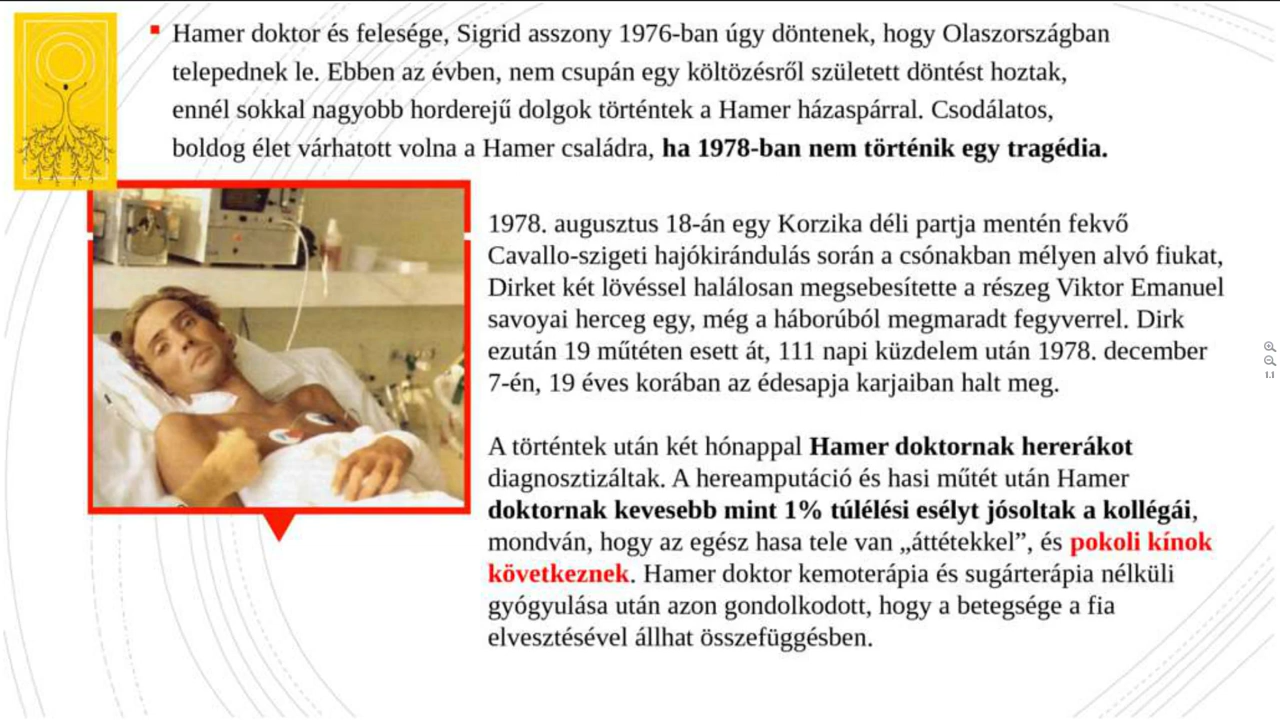 Hamer doktor és felesége, Sigrid asszony 1976-ban úgy döntenek, hogy Olaszországban
telepednek le. Ebben az évben, nem csupán egy költözésről született döntést hoztak,
ennél sokkal nagyobb horderejű dolgok történtek a Hamer házaspárral. Csodálatos,
boldog élet várhatott volna a Hamer családra, ha 1978-ban nem történik egy tragédia.
1978. augusztus 18-án egy Korzika déli partja mentén fekvő
Cavallo-szigeti hajókirándulás során a csónakban mélyen alvó fiukat,
Dirket két lövéssel halálosan megsebesítette a részeg Viktor Emanuel
savoyai herceg egy, még a háborúból megmaradt fegyverrel. Dirk
ezután 19 műtéten esett át, 111 napi küzdelem után 1978. december
7-én, 19 éves korában az édesapja karjaiban halt meg.
A történtek után két hónappal Hamer doktornak hererákot
diagnosztizáltak. A hereamputáció és hasi műtét után Hamer
doktornak kevesebb mint 1% túlélési esélyt jósoltak a kollégái,
mondván, hogy az egész hasa tele van „áttétekkel”, és pokoli kínok
következnek. Hamer doktor kemoterápia és sugárterápia nélküli
gyógyulása után azon gondolkodott, hogy a betegsége a fia
elvesztésével állhat összefüggésben.
1:1